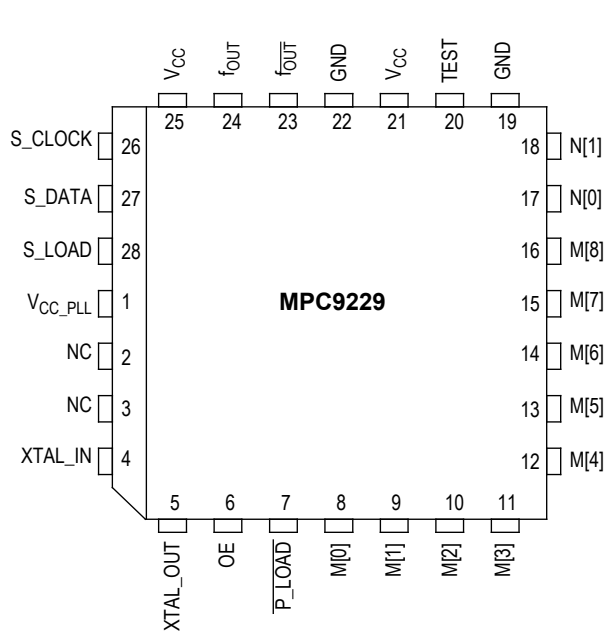 VCC
fOUT
f̅O̅U̅T̅
GND
VCC
TEST
GND
25
24
23
22
21
20
19
S_CLOCK
26
18
N[1]
S_DATA
27
17
N[0]
S_LOAD
28
16
M[8]
VCC_PLL
1
MPC9229
15
M[7]
NC
2
14
M[6]
NC
3
13
M[5]
XTAL_IN
4
12
M[4]
5
6
7
8
9
10
11
XTAL_OUT
OE
P̅_̅L̅O̅A̅D̅
M[0]
M[1]
M[2]
M[3]